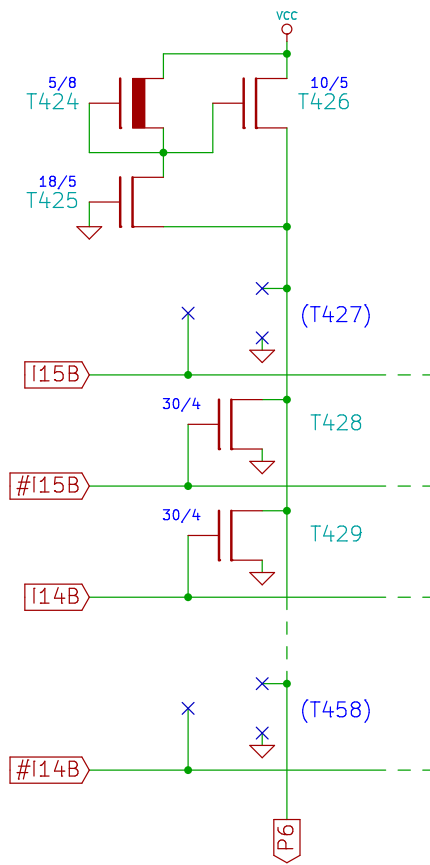 VCC
5/8
T424
10/5
T426
18/5
T425
(T427)
I15B
30/4
T428
#I15B
30/4
T429
I14B
(T458)
#I14B
P6